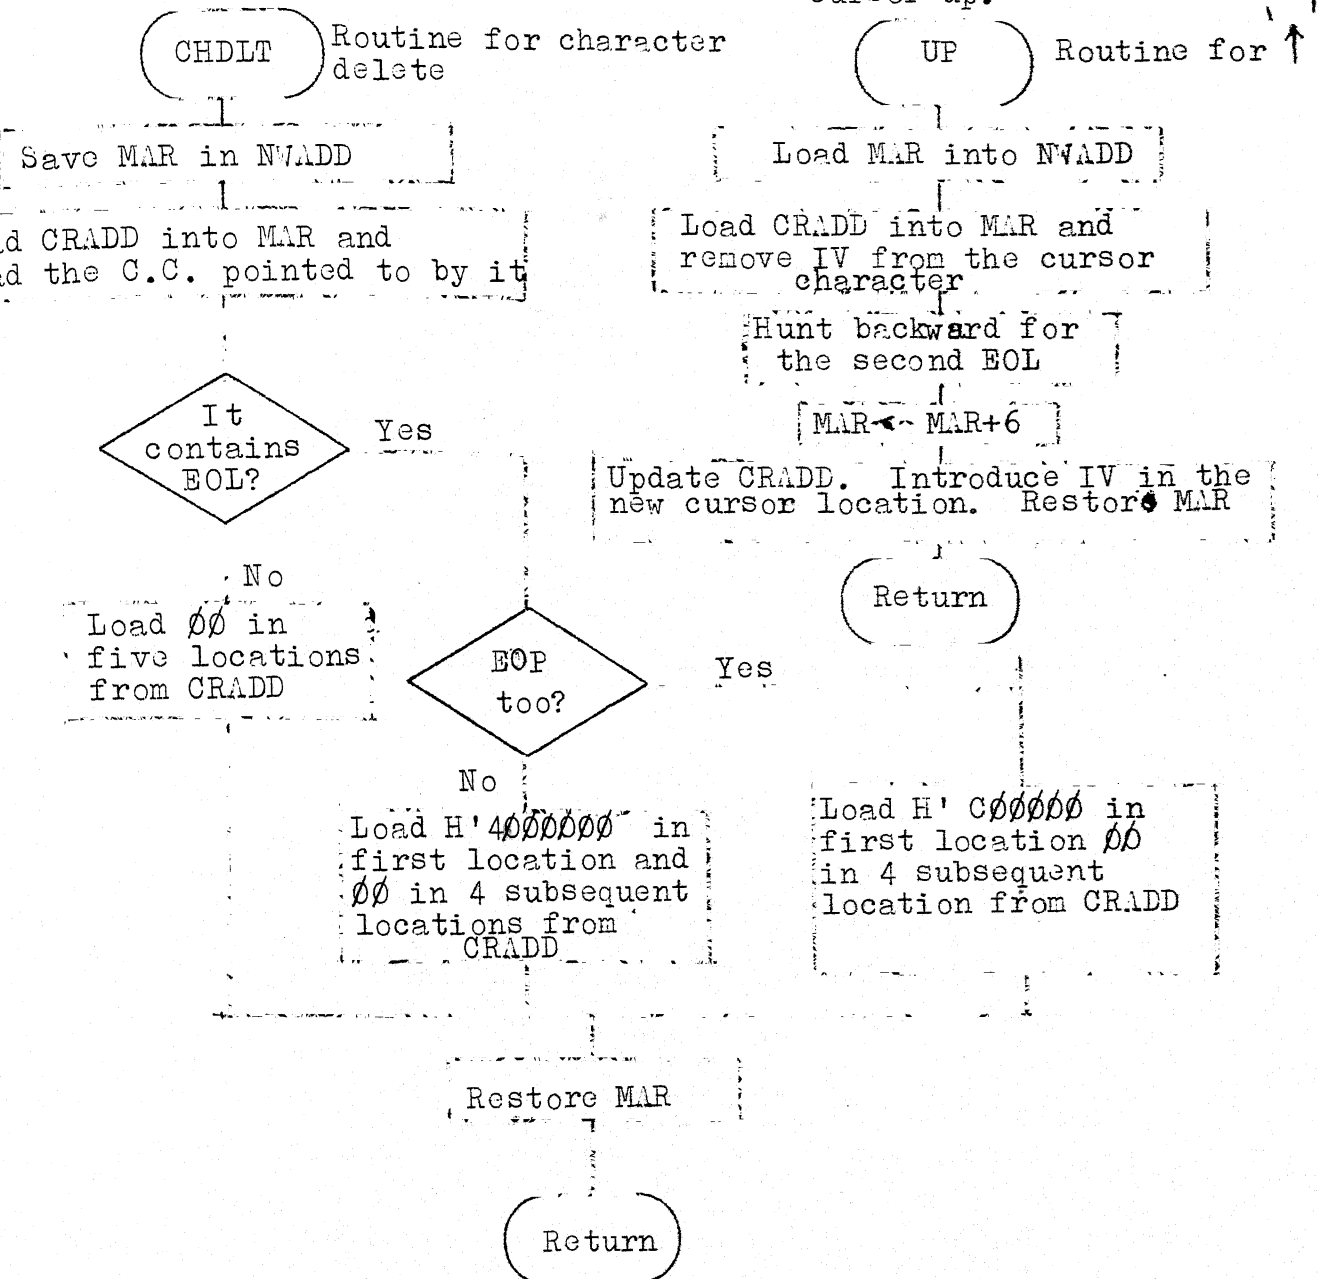 cursor up.
CHDLT
Routine for character
delete
Save MAR in NWADD
d CRADD into MAR and
d the C.C. pointed to by it
It
contains
EOL?
Yes
No
Load ØØ in
five locations
from CRADD
EOP
too?
Yes
No
Load H'4ØØØØØØ in
first location and
ØØ in 4 subsequent
locations from
CRADD
Load H' CØØØØØ in
first location ØØ
in 4 subsequent
location from CRADD
Restore MAR
Return
UP
Routine for ↑
Load MAR into NWADD
Load CRADD into MAR and
remove IV from the cursor
character
Hunt backward for
the second EOL
MAR <- MAR+6
Update CRADD. Introduce IV in the
new cursor location. Restore MAR
Return